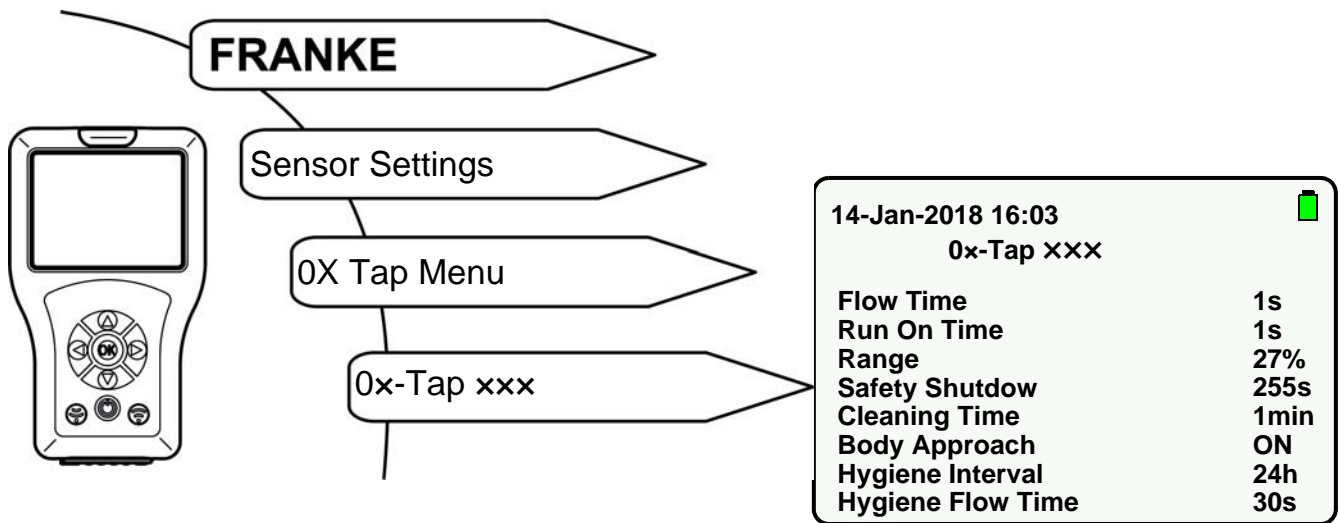 FRANKE
Sensor Settings
0X Tap Menu
0×-Tap ×××
OK
14-Jan-2018 16:03
0×-Tap ×××
Flow Time 1s
Run On Time 1s
Range 27%
Safety Shutdow 255s
Cleaning Time 1min
Body Approach ON
Hygiene Interval 24h
Hygiene Flow Time 30s